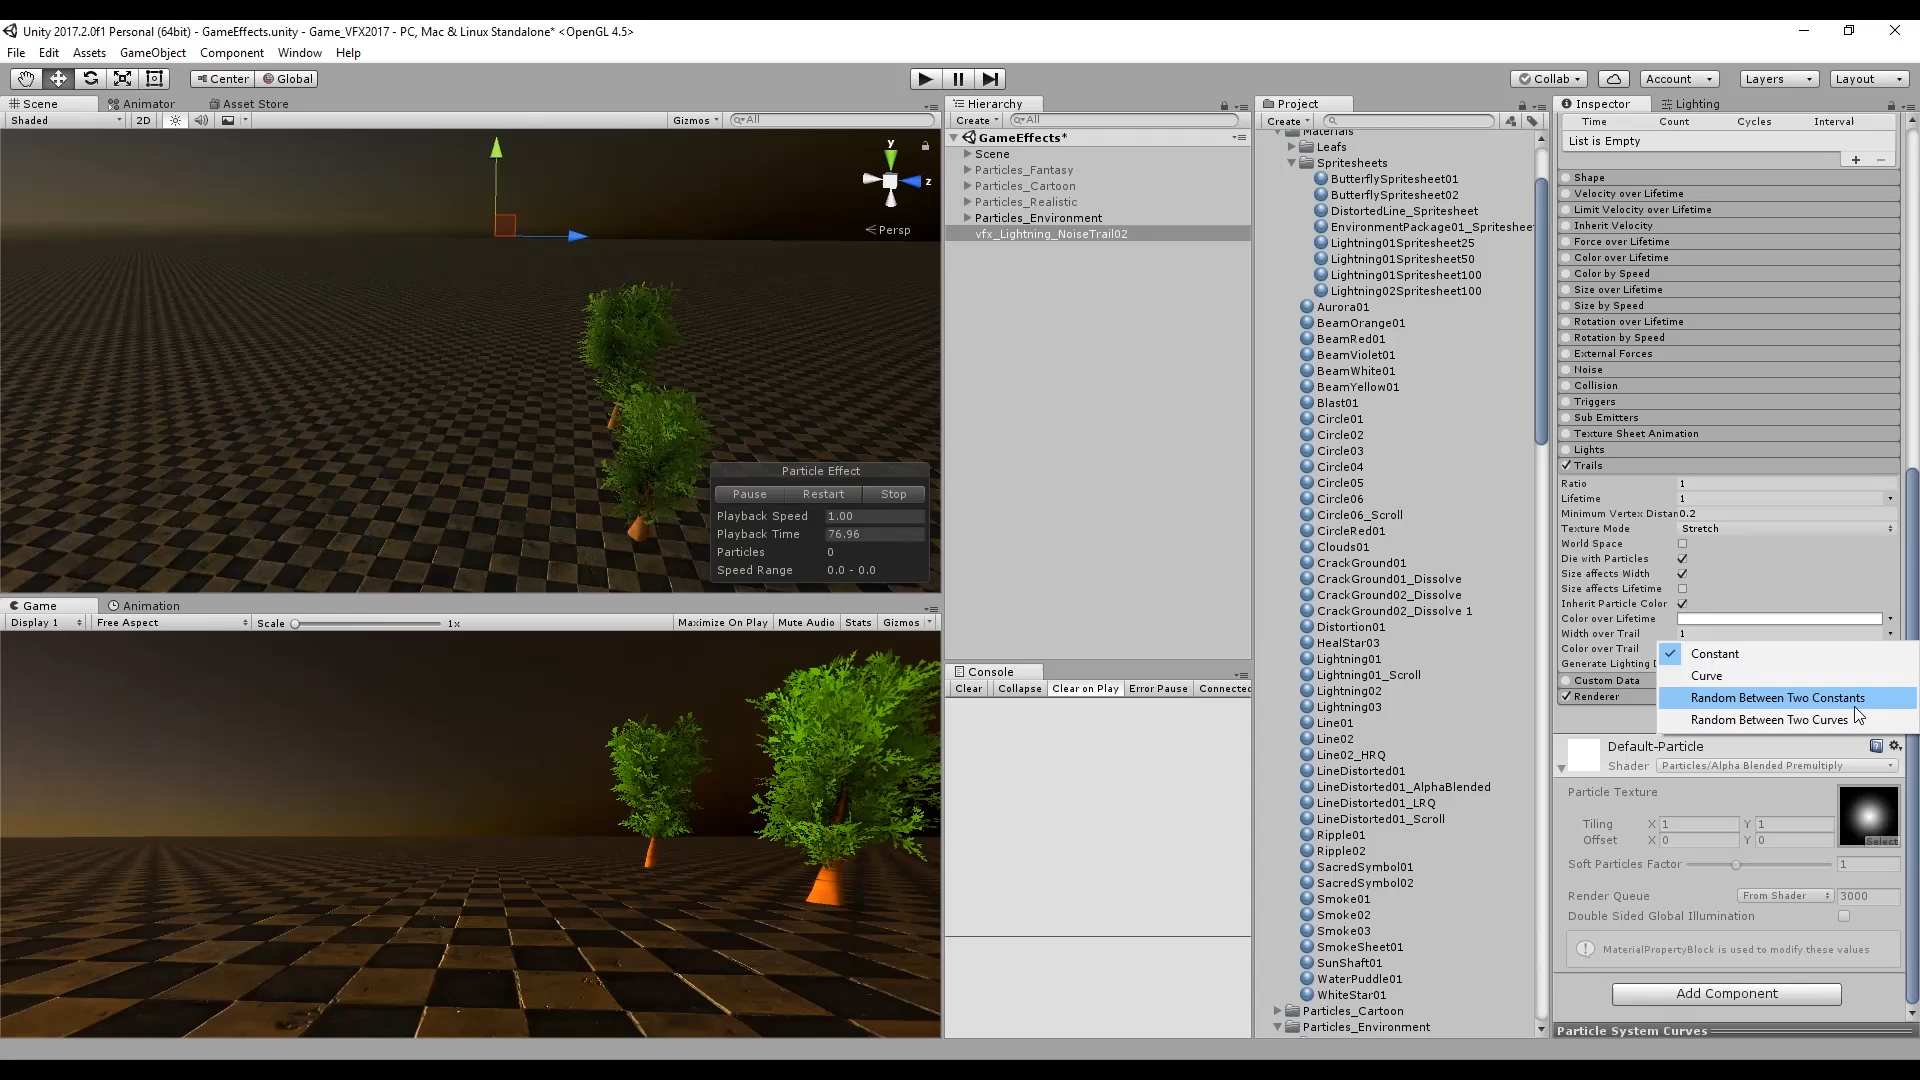 Unity 2017.2.0f1 Personal (64bit) - GameEffects.unity - Game_VFX2017 - PC, Mac & Linux Standalone* <OpenGL 4.5>
File Edit Assets GameObject Component Window Help
Center Global Collab Account Layers Layout
Scene Animator Asset Store
Shaded 2D Gizmos All
y
z
Persp
Particle Effect
Pause Restart Stop
Playback Speed 1.00
Playback Time 76.96
Particles 0
Speed Range 0.0 - 0.0
Game Animation
Display 1 Free Aspect Scale 1x Maximize On Play Mute Audio Stats Gizmos
Hierarchy
Create All
GameEffects*
Scene
Particles_Fantasy
Particles_Cartoon
Particles_Realistic
Particles_Environment
vfx_Lightning_NoiseTrail02
Console
Clear Collapse Clear on Play Error Pause Connected
Project
Create
Materials
Leafs
Spritesheets
ButterflySpritesheet01
ButterflySpritesheet02
DistortedLine_Spritesheet
EnvironmentPackage01_Spriteshee
Lightning01Spritesheet25
Lightning01Spritesheet50
Lightning01Spritesheet100
Lightning02Spritesheet100
Aurora01
BeamOrange01
BeamRed01
BeamViolet01
BeamWhite01
BeamYellow01
Blast01
Circle01
Circle02
Circle03
Circle04
Circle05
Circle06
Circle06_Scroll
CircleRed01
Clouds01
CrackGround01
CrackGround01_Dissolve
CrackGround02_Dissolve
CrackGround02_Dissolve 1
Distortion01
HealStar03
Lightning01
Lightning01_Scroll
Lightning02
Lightning03
Line01
Line02
Line02_HRQ
LineDistorted01
LineDistorted01_AlphaBlended
LineDistorted01_LRQ
LineDistorted01_Scroll
Ripple01
Ripple02
SacredSymbol01
SacredSymbol02
Smoke01
Smoke02
Smoke03
SmokeSheet01
SunShaft01
WaterPuddle01
WhiteStar01
Particles_Cartoon
Particles_Environment
Inspector Lighting
Time Count Cycles Interval
List is Empty
Shape
Velocity over Lifetime
Limit Velocity over Lifetime
Inherit Velocity
Force over Lifetime
Color over Lifetime
Color by Speed
Size over Lifetime
Size by Speed
Rotation over Lifetime
Rotation by Speed
External Forces
Noise
Collision
Triggers
Sub Emitters
Texture Sheet Animation
Lights
Trails
Ratio 1
Lifetime 1
Minimum Vertex Distan 0.2
Texture Mode Stretch
World Space
Die with Particles
Size affects Width
Size affects Lifetime
Inherit Particle Color
Color over Lifetime
Width over Trail 1
Color over Trail
Generate Lighting D
Custom Data
Renderer
Constant
Curve
Random Between Two Constants
Random Between Two Curves
Default-Particle
Shader Particles/Alpha Blended Premultiply
Particle Texture
Tiling X 1 Y 1
Offset X 0 Y 0
Select
Soft Particles Factor 1
Render Queue From Shader 3000
Double Sided Global Illumination
MaterialPropertyBlock is used to modify these values
Add Component
Particle System Curves